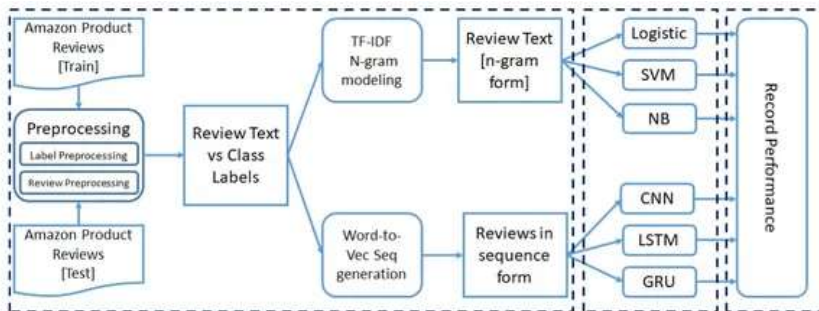 Amazon Product
Reviews
[Train]
Preprocessing
Label Preprocessing
Review Preprocessing
Amazon Product
Reviews
[Test]
Review Text
vs Class
Labels
TF-IDF
N-gram
modeling
Review Text
[n-gram
form]
Word-to-
Vec Seq
generation
Reviews in
sequence
form
Logistic
SVM
NB
CNN
LSTM
GRU
Record Performance